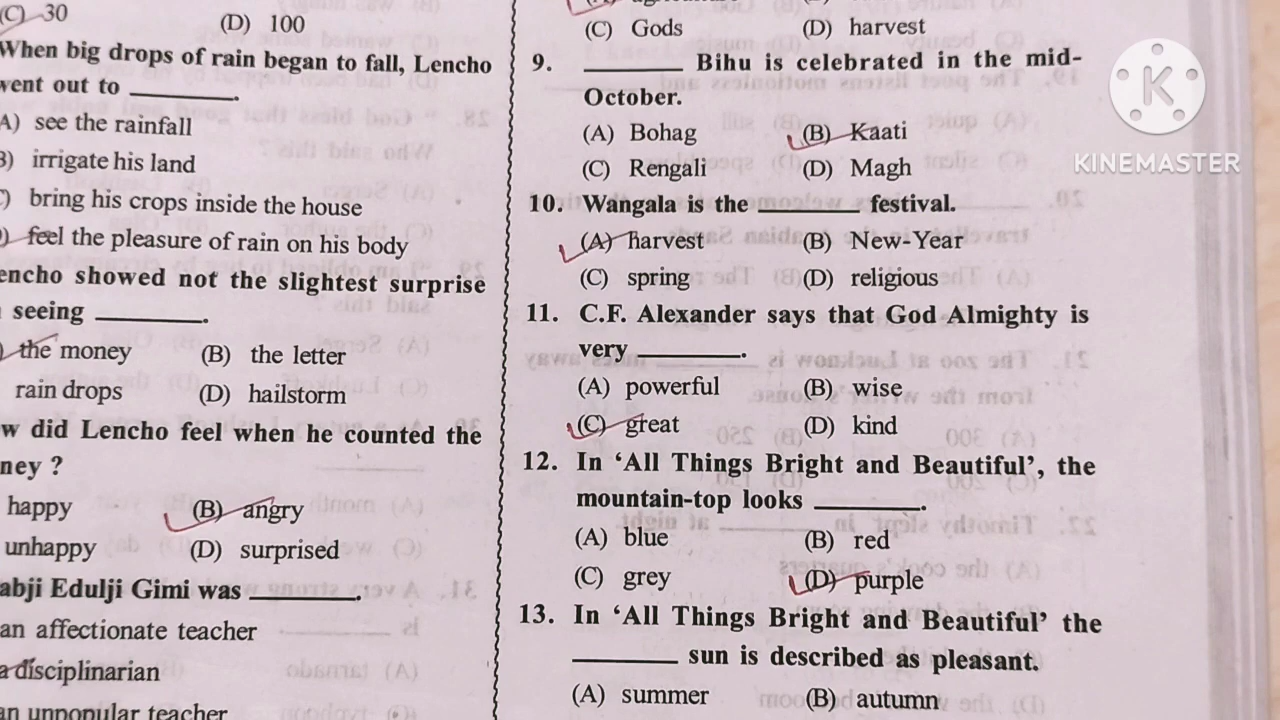 (C) 30
(D) 100
When big drops of rain began to fall, Lencho
went out to ________.
A) see the rainfall
B) irrigate his land
C) bring his crops inside the house
) feel the pleasure of rain on his body
encho showed not the slightest surprise
seeing ________.
) the money (B) the letter
rain drops (D) hailstorm
w did Lencho feel when he counted the
ney ?
happy (B) angry
unhappy (D) surprised
abji Edulji Gimi was ________.
an affectionate teacher
a disciplinarian
an unpopular teacher
(C) Gods (D) harvest
9. ________ Bihu is celebrated in the mid-
October.
(A) Bohag (B) Kaati
(C) Rengali (D) Magh
10. Wangala is the ________ festival.
(A) harvest (B) New-Year
(C) spring (D) religious
11. C.F. Alexander says that God Almighty is
very ________.
(A) powerful (B) wise
(C) great (D) kind
12. In ‘All Things Bright and Beautiful’, the
mountain-top looks ________.
(A) blue (B) red
(C) grey (D) purple
13. In ‘All Things Bright and Beautiful’ the
________ sun is described as pleasant.
(A) summer (B) autumn
K
KINEMASTER